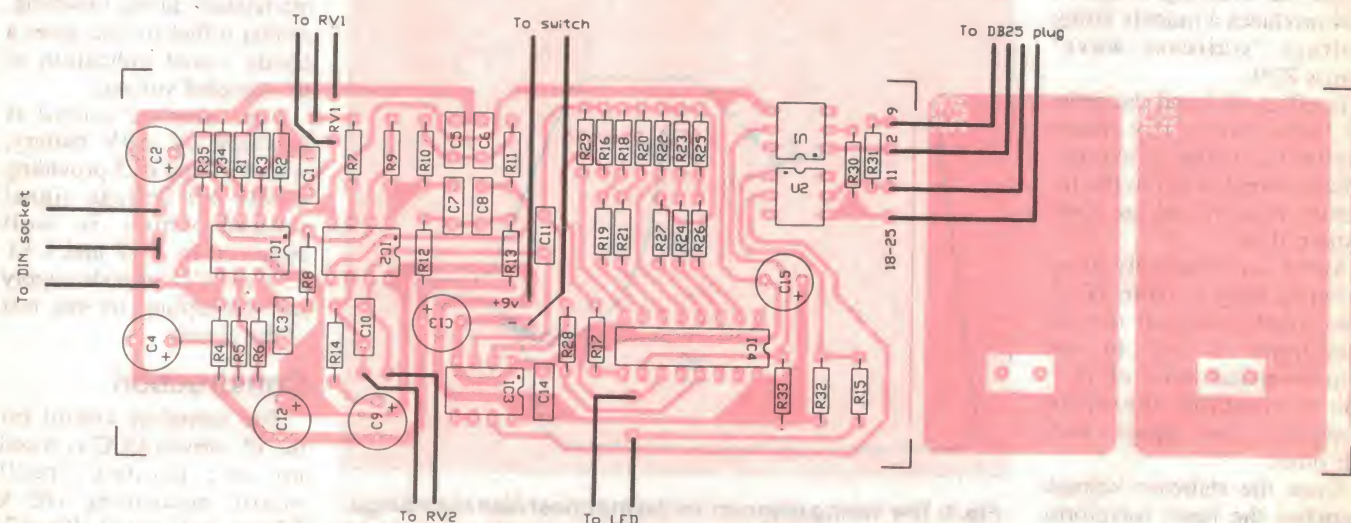 To RV1
To switch
To DB25 plug
To DIN socket
RV1
C2
R35
R34
R1
R3
R2
C1
R7
R9
R10
C5
C6
R11
R29
R16
R18
R20
R22
R23
R25
R30
R31
9
2
11
18-25
U2
IC1
R8
IC2
R12
C7
C8
R13
C11
R19
R21
R27
R24
R26
C15
+9v
C4
R4
R5
R6
C3
R14
C10
C13
R28
R17
IC4
C12
C9
IC3
C14
R33
R32
R15
To RV2
To LED